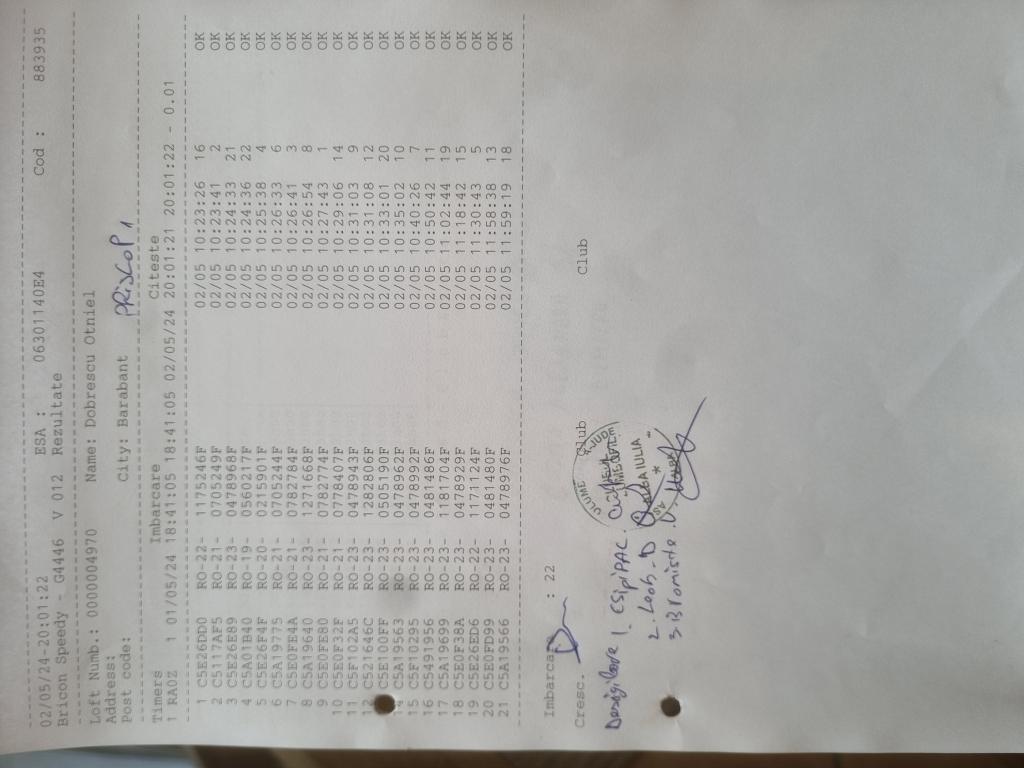 02/05/24-20:01:22 ESA : 06301140E4 Cod : 883935
Bricon Speedy - G4446 V 012 Rezultate
Loft Numb.: 0000004970 Name: Dobrescu Otniel
Address:
Post code: City: Barabant PRISLOP 1
Timers Imbarcare Citeste
1 RAOZ 1 01/05/24 18:41:05 18:41:05 02/05/24 20:01:21 20:01:22 - 0.01
1 C5E26DD0 RO-22- 1175246F 02/05 10:23:26 16 OK
2 C5117AF5 RO-21- 0705249F 02/05 10:23:41 2 OK
3 C5E26E89 RO-23- 0478968F 02/05 10:24:33 21 OK
4 C5A01B40 RO-19- 0560217F 02/05 10:24:36 22 OK
5 C5E26F4F RO-20- 0215901F 02/05 10:25:38 4 OK
6 C5A19775 RO-21- 0705244F 02/05 10:26:33 6 OK
7 C5E0FE4A RO-21- 0782784F 02/05 10:26:41 3 OK
8 C5A19640 RO-23- 1271668F 02/05 10:26:54 8 OK
9 C5E0FE80 RO-21- 0782774F 02/05 10:27:43 1 OK
10 C5E0F32F RO-21- 0778407F 02/05 10:29:06 14 OK
11 C5F102A5 RO-23- 0478943F 02/05 10:31:03 9 OK
12 C521646C RO-23- 1282806F 02/05 10:31:08 12 OK
13 C5E100FF RO-23- 0505190F 02/05 10:33:01 20 OK
14 C5A19563 RO-23- 0478962F 02/05 10:35:02 10 OK
15 C5F10295 RO-23- 0478992F 02/05 10:40:26 7 OK
16 C5491956 RO-23- 0481486F 02/05 10:50:42 11 OK
17 C5A19699 RO-23- 1181704F 02/05 11:02:44 19 OK
18 C5E0F38A RO-23- 0478929F 02/05 11:18:42 15 OK
19 C5E26ED6 RO-22- 1171124F 02/05 11:30:43 5 OK
20 C5E0FD99 RO-23- 0481480F 02/05 11:58:38 13 OK
21 C5A19566 RO-23- 0478976F 02/05 11:59:19 18 OK
Imbarcar : 22
Cresc. Club Club